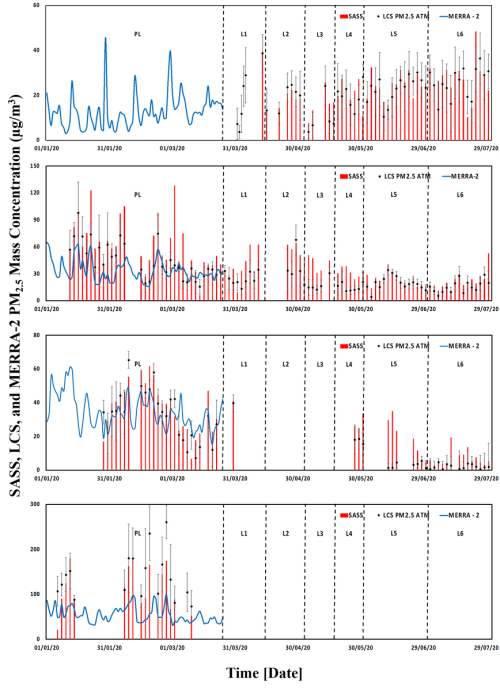 SASS, LCS, and MERRA-2 PM2.5 Mass Concentration (µg/m³)
SASS LCS PM2.5 ATM MERRA - 2
60
40
20
0
PL L1 L2 L3 L4 L5 L6
01/01/20 31/01/20 01/03/20 31/03/20 30/04/20 30/05/20 29/06/20 29/07/20
SASS LCS PM2.5 ATM MERRA - 2
150
120
90
60
30
0
PL L1 L2 L3 L4 L5 L6
01/01/20 31/01/20 01/03/20 31/03/20 30/04/20 30/05/20 29/06/20 29/07/20
SASS LCS PM2.5 ATM MERRA - 2
80
60
40
20
0
PL L1 L2 L3 L4 L5 L6
01/01/20 31/01/20 01/03/20 31/03/20 30/04/20 30/05/20 29/06/20 29/07/20
SASS LCS PM2.5 ATM MERRA - 2
300
200
100
0
PL L1 L2 L3 L4 L5 L6
01/01/20 31/01/20 01/03/20 31/03/20 30/04/20 30/05/20 29/06/20 29/07/20
Time [Date]